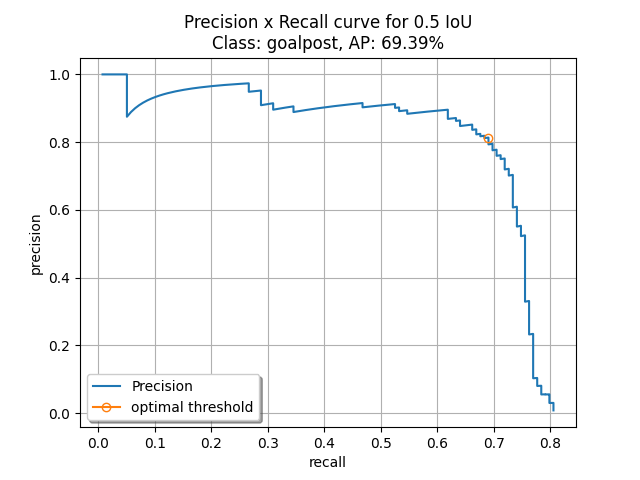 Precision x Recall curve for 0.5 IoU
Class: goalpost, AP: 69.39%
1.0
0.8
0.6
0.4
0.2
0.0
precision
Precision
optimal threshold
0.0 0.1 0.2 0.3 0.4 0.5 0.6 0.7 0.8
recall